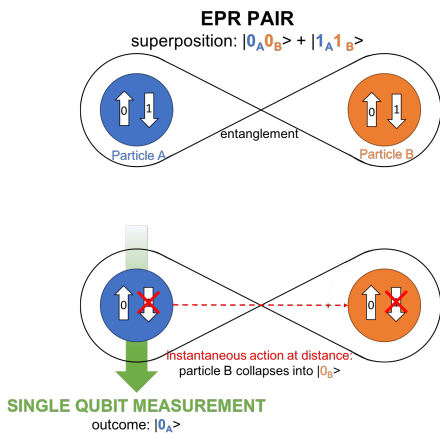 EPR PAIR
superposition: |0A0B> + |1A1B>
0 1
0 1
entanglement
Particle A
Particle B
0
0
instantaneous action at distance:
particle B collapses into |0B>
SINGLE QUBIT MEASUREMENT
outcome: |0A>